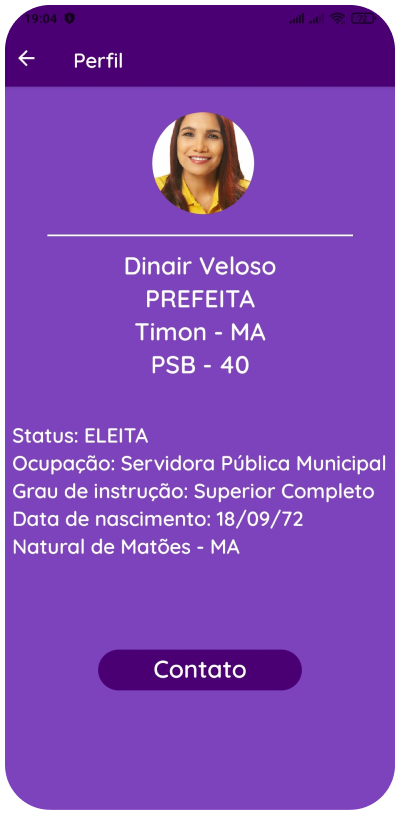 19:04
Perfil
Dinair Veloso
PREFEITA
Timon - MA
PSB - 40
Status: ELEITA
Ocupação: Servidora Pública Municipal
Grau de instrução: Superior Completo
Data de nascimento: 18/09/72
Natural de Matões - MA
Contato